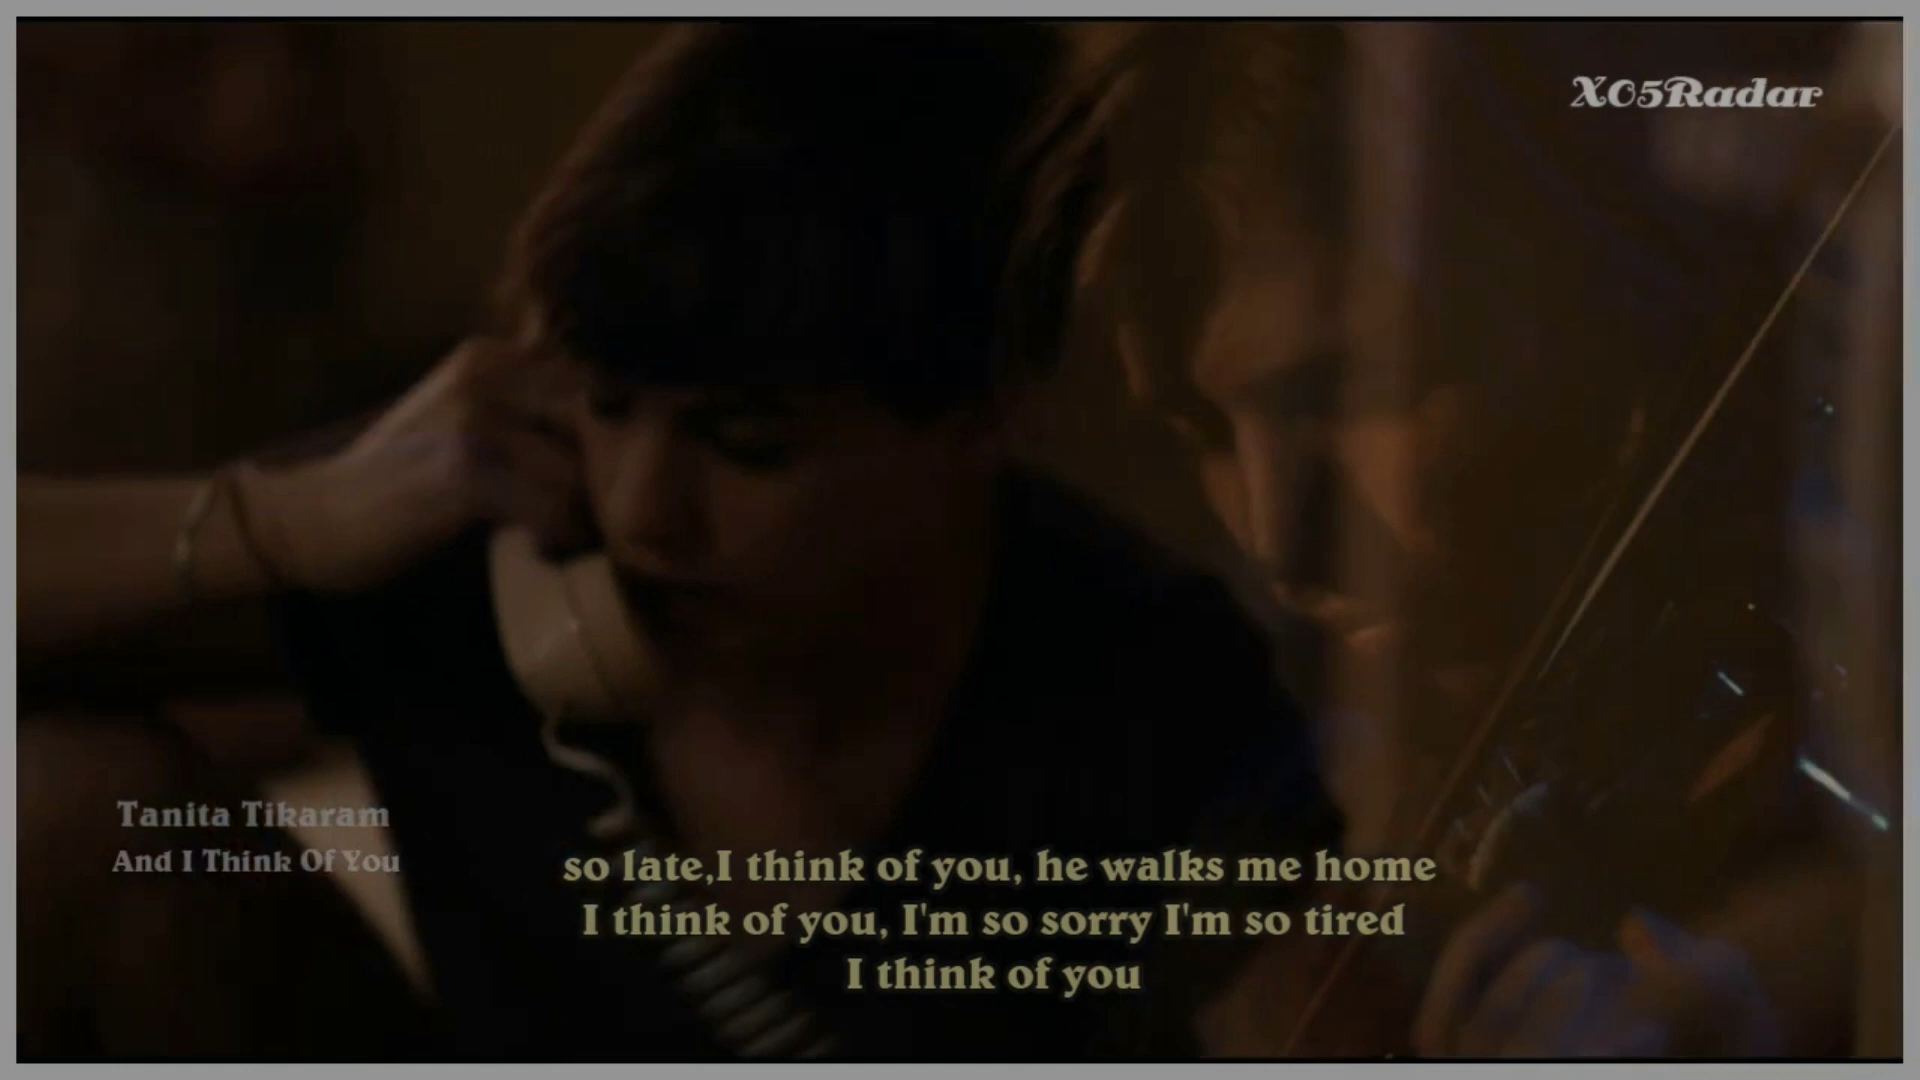 X05Radar
Tanita Tikaram
And I Think Of You
so late,I think of you, he walks me home
I think of you, I'm so sorry I'm so tired
I think of you